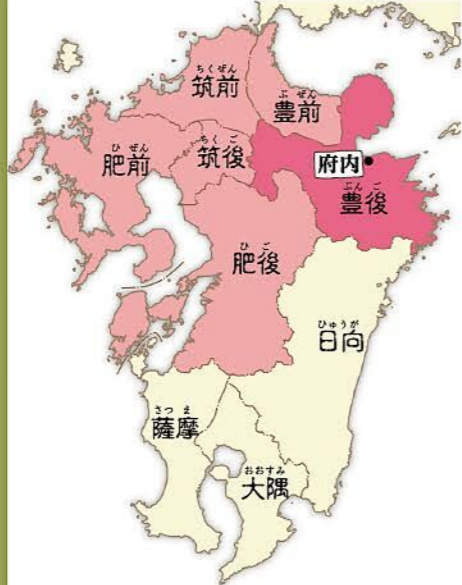 ちくぜん
筑前
ぶぜん
豊前
ひぜん
肥前
ちくご
筑後
府内
ぶんご
豊後
ひご
肥後
ひゅうが
日向
さつま
薩摩
おおすみ
大隅